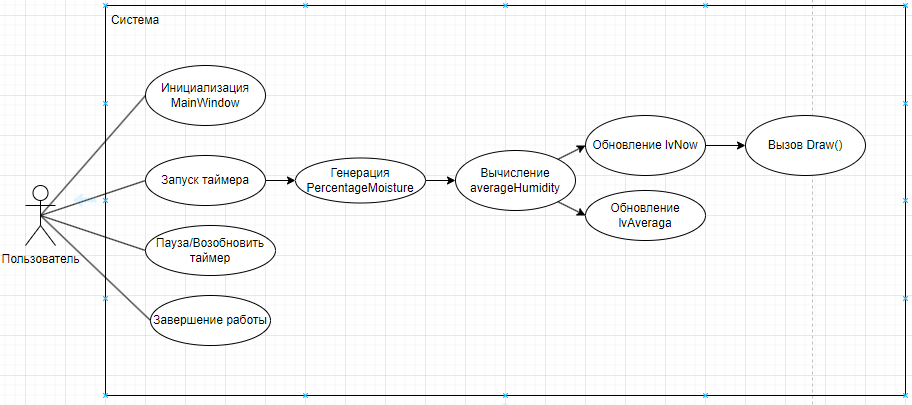 Система
Инициализация
MainWindow
Запуск таймера
Генерация
PercentageMoisture
Вычисление
averageHumidity
Обновление lvNow
Вызов Draw()
Обновление
lvAveraga
Пауза/Возобновить
таймер
Завершение работы
Пользователь